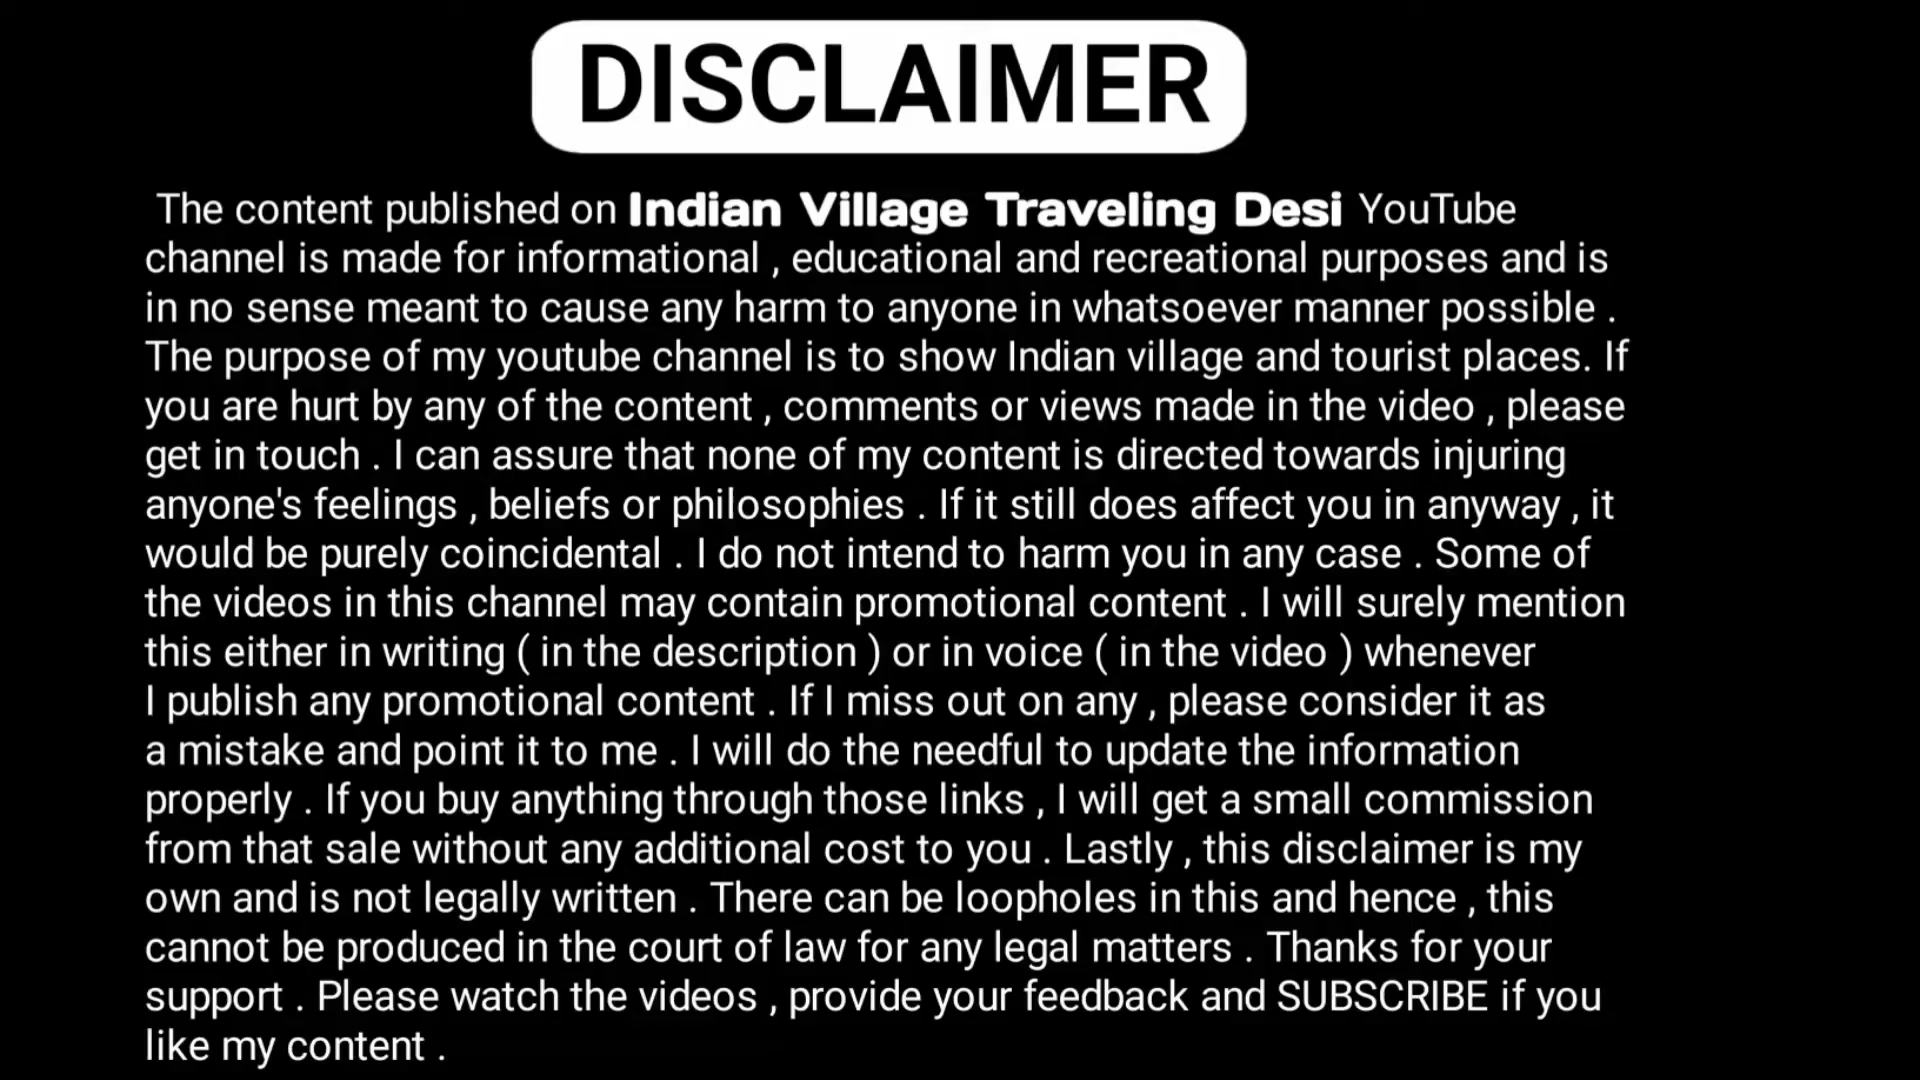 DISCLAIMER
The content published on Indian Village Traveling Desi YouTube
channel is made for informational , educational and recreational purposes and is
in no sense meant to cause any harm to anyone in whatsoever manner possible .
The purpose of my youtube channel is to show Indian village and tourist places. If
you are hurt by any of the content , comments or views made in the video , please
get in touch . I can assure that none of my content is directed towards injuring
anyone's feelings , beliefs or philosophies . If it still does affect you in anyway , it
would be purely coincidental . I do not intend to harm you in any case . Some of
the videos in this channel may contain promotional content . I will surely mention
this either in writing ( in the description ) or in voice ( in the video ) whenever
I publish any promotional content . If I miss out on any , please consider it as
a mistake and point it to me . I will do the needful to update the information
properly . If you buy anything through those links , I will get a small commission
from that sale without any additional cost to you . Lastly , this disclaimer is my
own and is not legally written . There can be loopholes in this and hence , this
cannot be produced in the court of law for any legal matters . Thanks for your
support . Please watch the videos , provide your feedback and SUBSCRIBE if you
like my content .